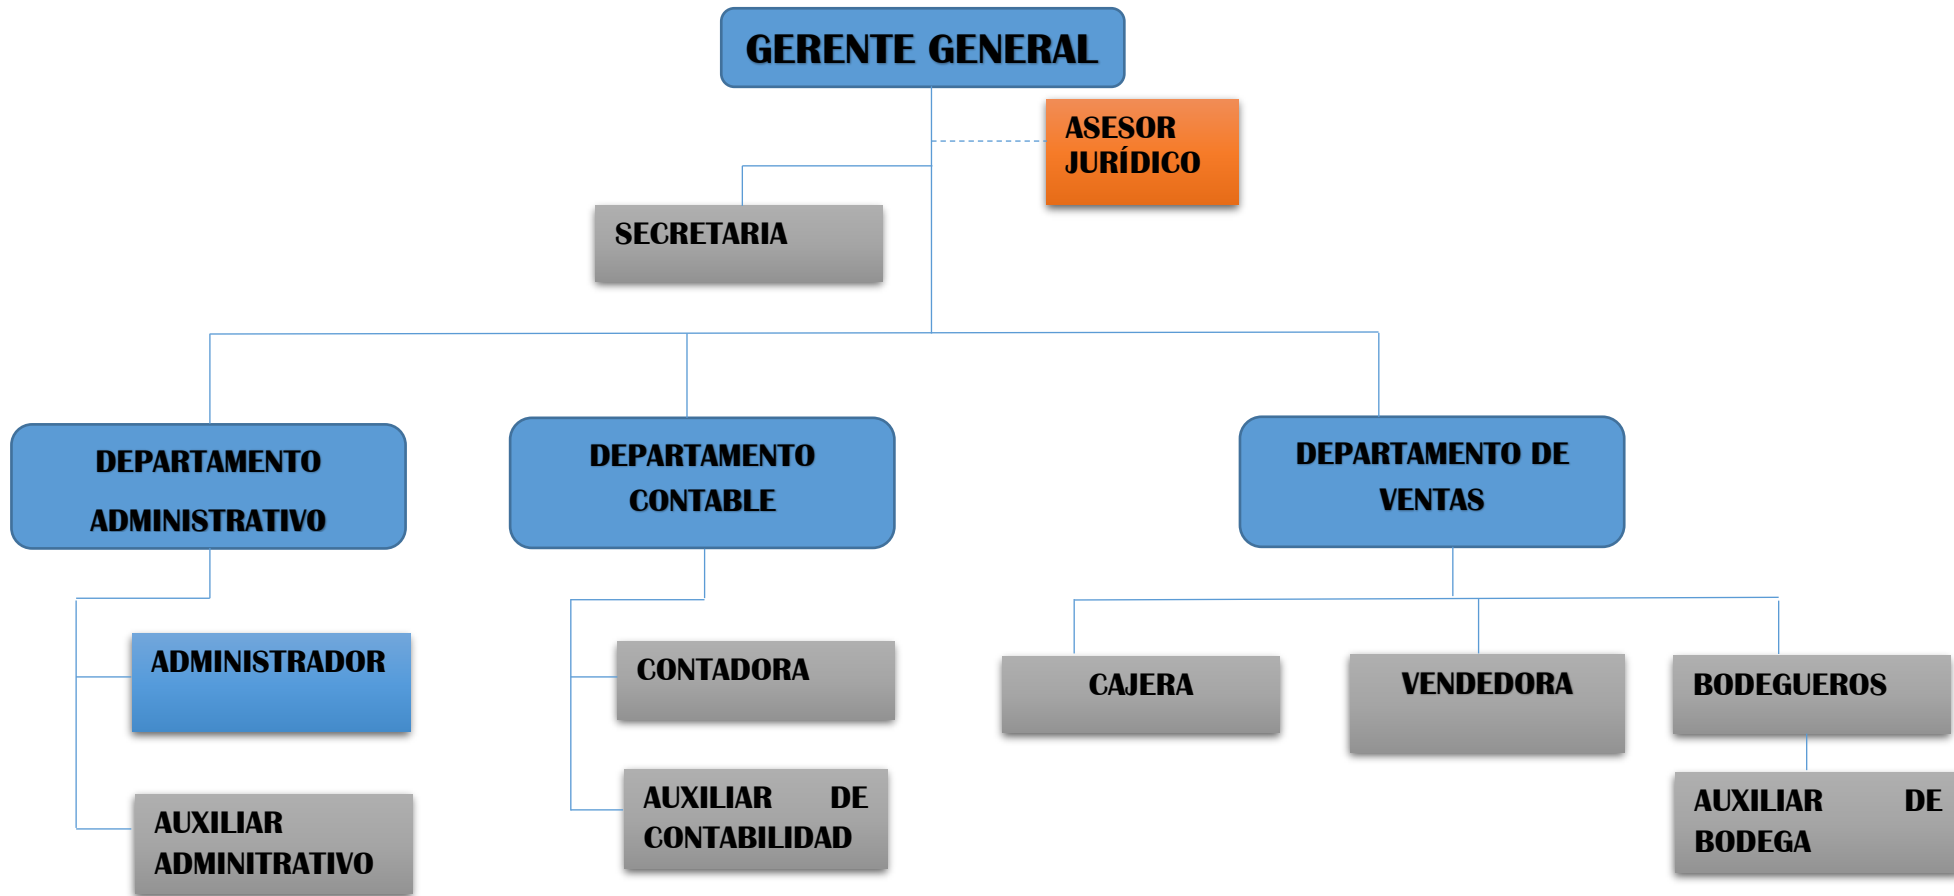 GERENTE GENERAL
ASESOR
JURÍDICO
SECRETARIA
DEPARTAMENTO
ADMINISTRATIVO
DEPARTAMENTO
CONTABLE
DEPARTAMENTO DE
VENTAS
ADMINISTRADOR
AUXILIAR
ADMINITRATIVO
CONTADORA
AUXILIAR DE
CONTABILIDAD
CAJERA
VENDEDORA
BODEGUEROS
AUXILIAR DE
BODEGA